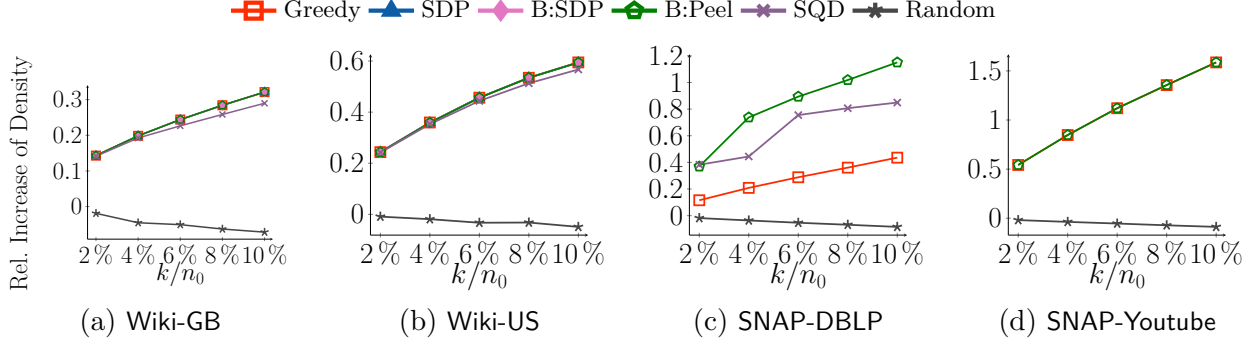 Greedy SDP B:SDP B:Peel SQD Random
Rel. Increase of Density
0.3
0.2
0.1
0
2 % 4 % 6 % 8 % 10 %
k/n₀
(a) Wiki-GB
0.6
0.4
0.2
0
2 % 4 % 6 % 8 % 10 %
k/n₀
(b) Wiki-US
1.2
1
0.8
0.6
0.4
0.2
0
2 % 4 % 6 % 8 % 10 %
k/n₀
(c) SNAP-DBLP
1.5
1
0.5
0
2 % 4 % 6 % 8 % 10 %
k/n₀
(d) SNAP-Youtube